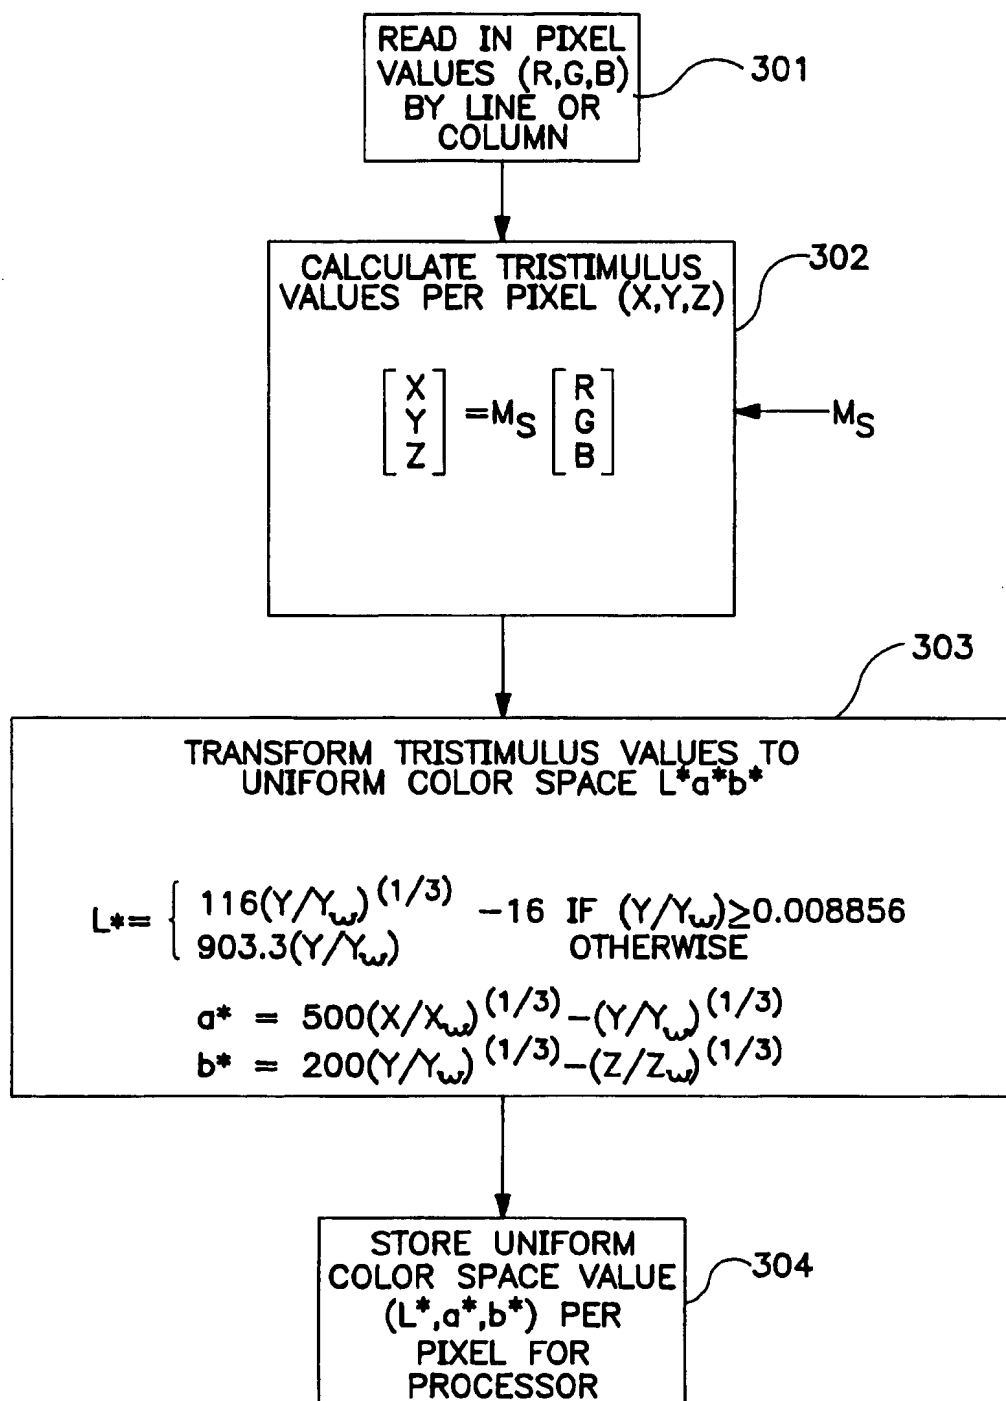 READ IN PIXEL
VALUES (R,G,B)
BY LINE OR
COLUMN
301
CALCULATE TRISTIMULUS
VALUES PER PIXEL (X,Y,Z)
302
[X Y Z] =MS [R G B]
MS
303
TRANSFORM TRISTIMULUS VALUES TO
UNIFORM COLOR SPACE L*a*b*
L*= { 116(Y/Yw)^(1/3) -16 IF (Y/Yw)≥0.008856
903.3(Y/Yw) OTHERWISE
a* = 500(X/Xw)^(1/3)-(Y/Yw)^(1/3)
b* = 200(Y/Yw)^(1/3)-(Z/Zw)^(1/3)
STORE UNIFORM
COLOR SPACE VALUE
(L*,a*,b*) PER
PIXEL FOR
PROCESSOR
304